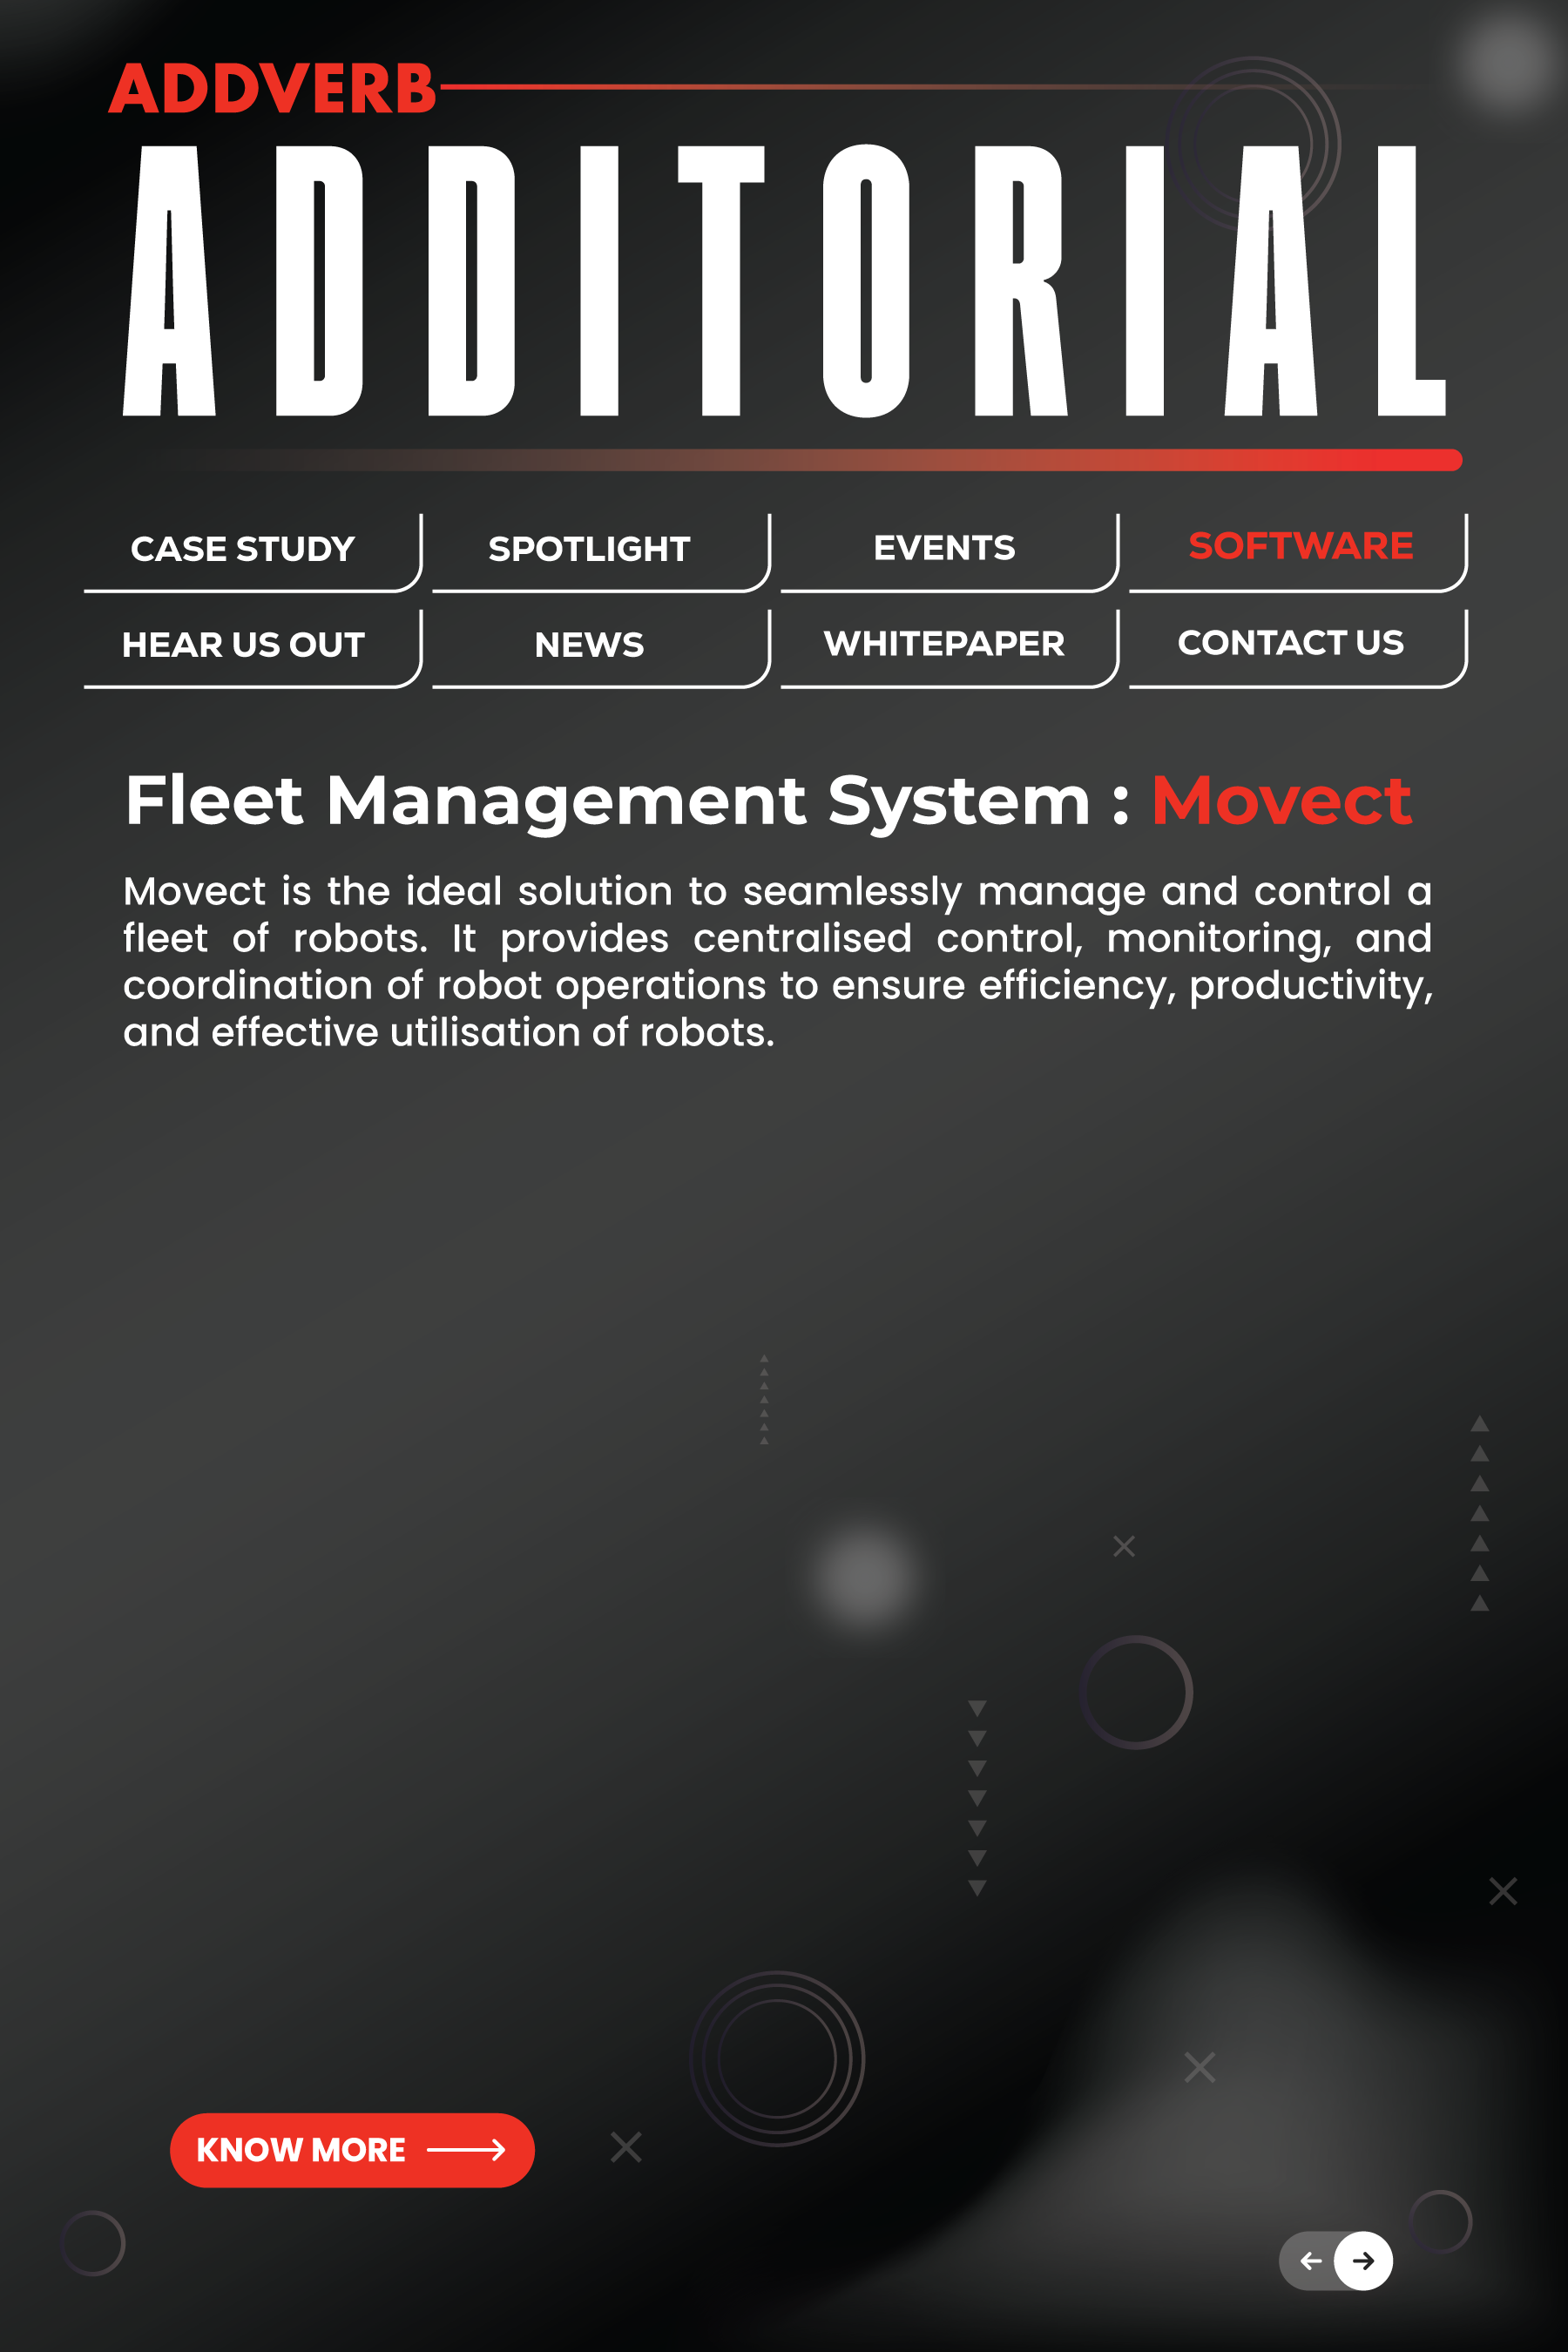 ADDVERB
ADDITORIAL
CASE STUDY SPOTLIGHT EVENTS SOFTWARE
HEAR US OUT NEWS WHITEPAPER CONTACT US
Fleet Management System : Movect
Movect is the ideal solution to seamlessly manage and control a
fleet of robots. It provides centralised control, monitoring, and
coordination of robot operations to ensure efficiency, productivity,
and effective utilisation of robots.
KNOW MORE